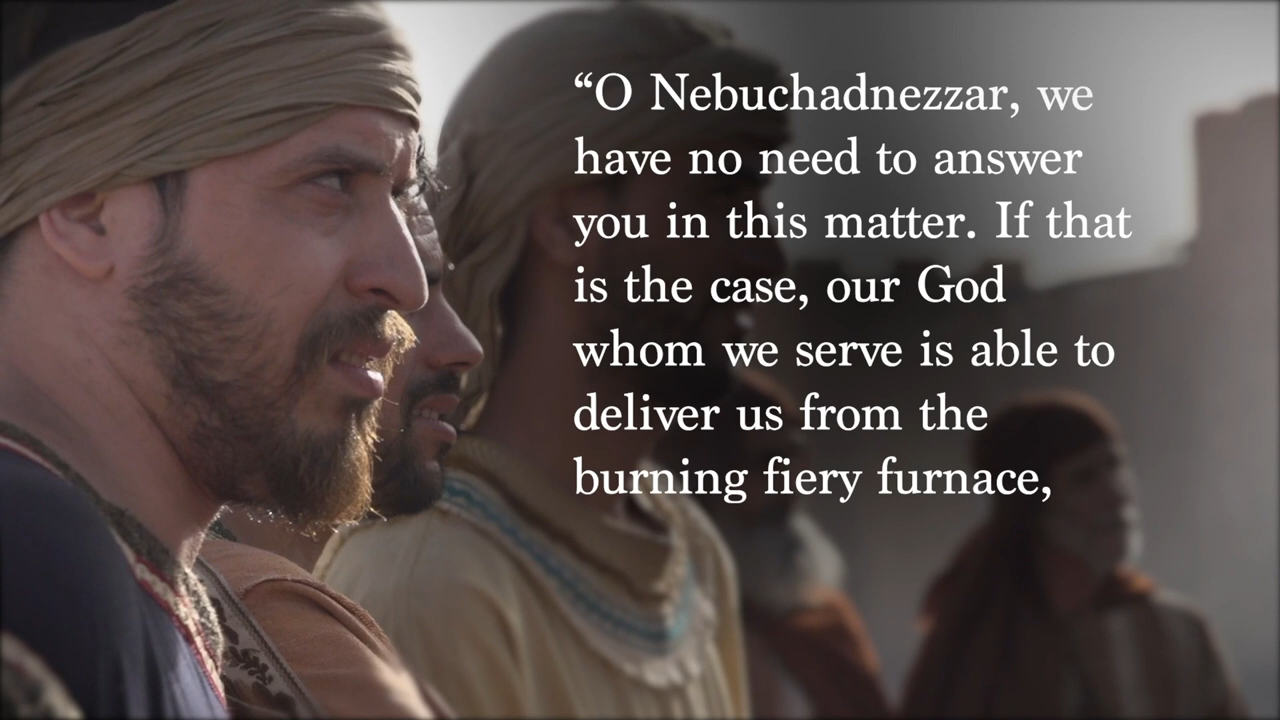 “O Nebuchadnezzar, we
have no need to answer
you in this matter. If that
is the case, our God
whom we serve is able to
deliver us from the
burning fiery furnace,